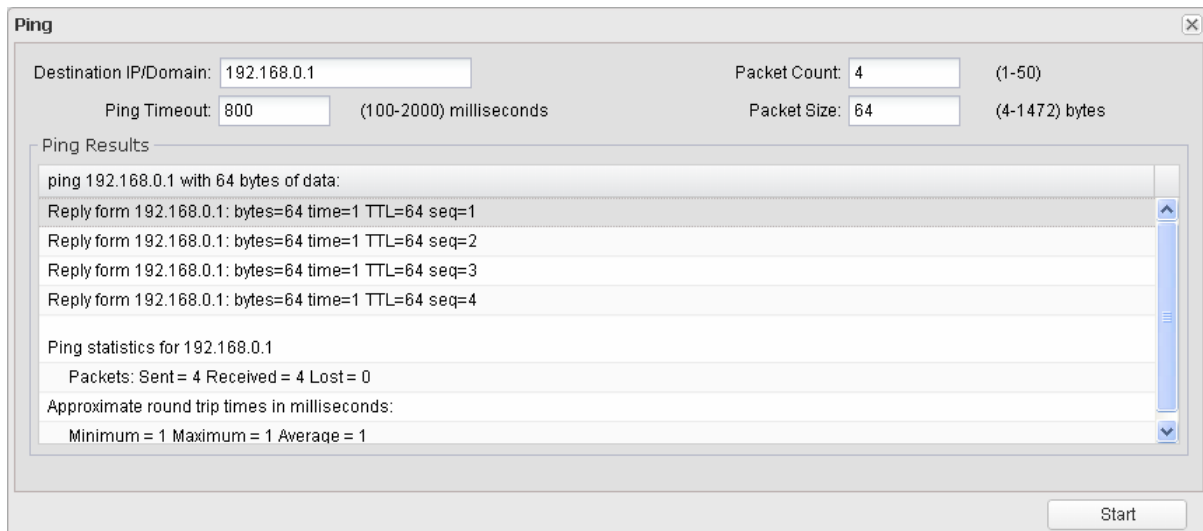 Ping
Destination IP/Domain: 192.168.0.1 Packet Count: 4 (1-50)
Ping Timeout: 800 (100-2000) milliseconds Packet Size: 64 (4-1472) bytes
Ping Results
ping 192.168.0.1 with 64 bytes of data:
Reply form 192.168.0.1: bytes=64 time=1 TTL=64 seq=1
Reply form 192.168.0.1: bytes=64 time=1 TTL=64 seq=2
Reply form 192.168.0.1: bytes=64 time=1 TTL=64 seq=3
Reply form 192.168.0.1: bytes=64 time=1 TTL=64 seq=4
Ping statistics for 192.168.0.1
Packets: Sent = 4 Received = 4 Lost = 0
Approximate round trip times in milliseconds:
Minimum = 1 Maximum = 1 Average = 1
Start